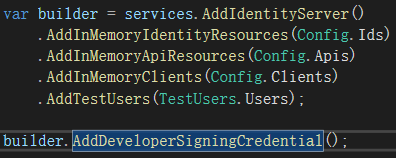 var builder = services.AddIdentityServer()
.AddInMemoryIdentityResources(Config.Ids)
.AddInMemoryApiResources(Config.Apis)
.AddInMemoryClients(Config.Clients)
.AddTestUsers(TestUsers.Users);
builder.AddDeveloperSigningCredential();